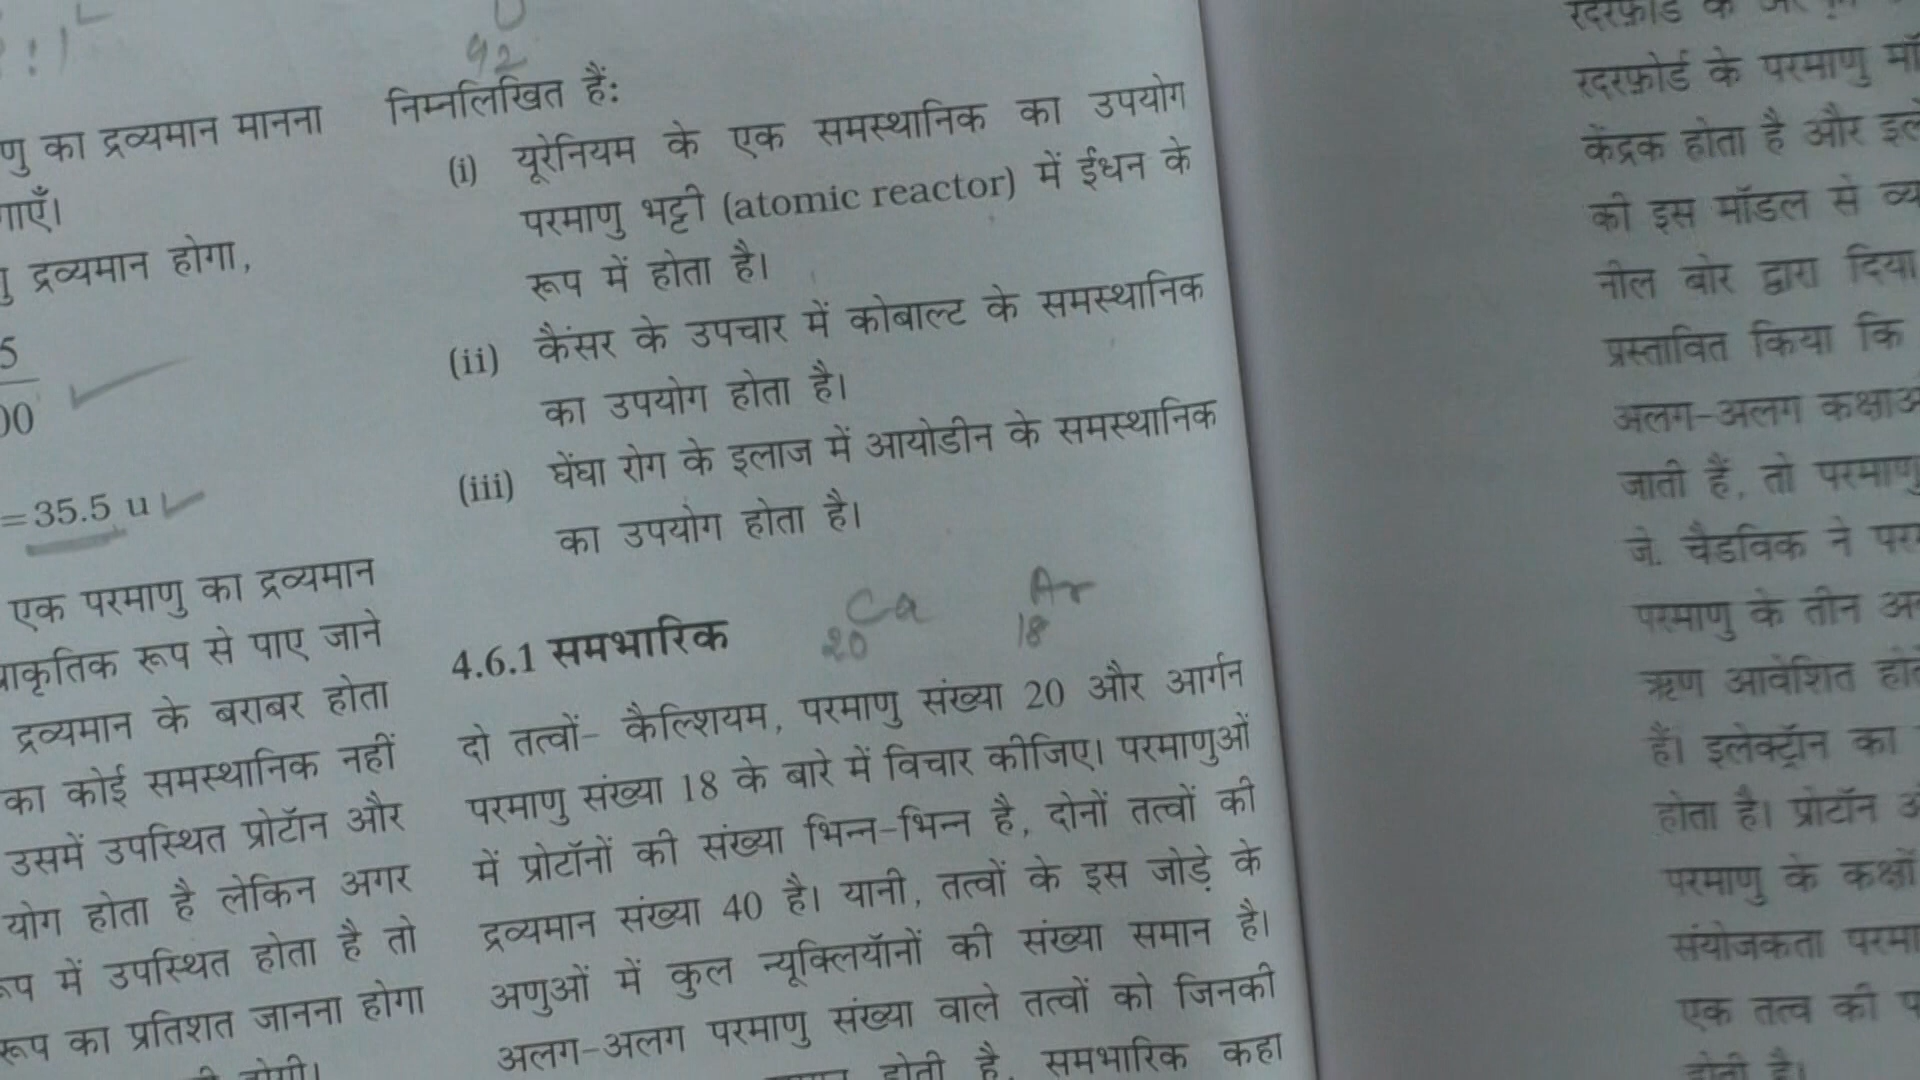 U
92
णु का द्रव्यमान मानना
गाएँ।
द्रव्यमान होगा,
5
00
=35.5 u
एक परमाणु का द्रव्यमान
प्राकृतिक रूप से पाए जाने
द्रव्यमान के बराबर होता
का कोई समस्थानिक नहीं
उसमें उपस्थित प्रोटॉन और
योग होता है लेकिन अगर
रूप में उपस्थित होता है तो
रूप का प्रतिशत जानना होगा
निम्नलिखित हैं:
(i) यूरेनियम के एक समस्थानिक का उपयोग
परमाणु भट्टी (atomic reactor) में ईंधन के
रूप में होता है।
(ii) कैंसर के उपचार में कोबाल्ट के समस्थानिक
का उपयोग होता है।
(iii) घेंघा रोग के इलाज में आयोडीन के समस्थानिक
का उपयोग होता है।
Ca Ar
20 18
4.6.1 समभारिक
दो तत्वों- कैल्शियम, परमाणु संख्या 20 और आर्गन
परमाणु संख्या 18 के बारे में विचार कीजिए। परमाणुओं
में प्रोटॉनों की संख्या भिन्न-भिन्न है, दोनों तत्वों की
द्रव्यमान संख्या 40 है। यानी, तत्वों के इस जोड़े के
अणुओं में कुल न्यूक्लियॉनों की संख्या समान है।
अलग-अलग परमाणु संख्या वाले तत्वों को जिनकी
होती है, समभारिक कहा
रदरफ़ोर्ड के
रदरफ़ोर्ड के परमाणु
केंद्रक होता है और
की इस मॉडल से
नील बोर द्वारा दिया
प्रस्तावित किया कि
अलग-अलग
जाती हैं, तो परमाणु
जे. चैडविक ने
परमाणु के तीन
ऋण आवेशित
हैं। इलेक्ट्रॉन का
होता है। प्रोटॉन
परमाणु के कक्षों
संयोजकता
एक तत्व की
होती है।